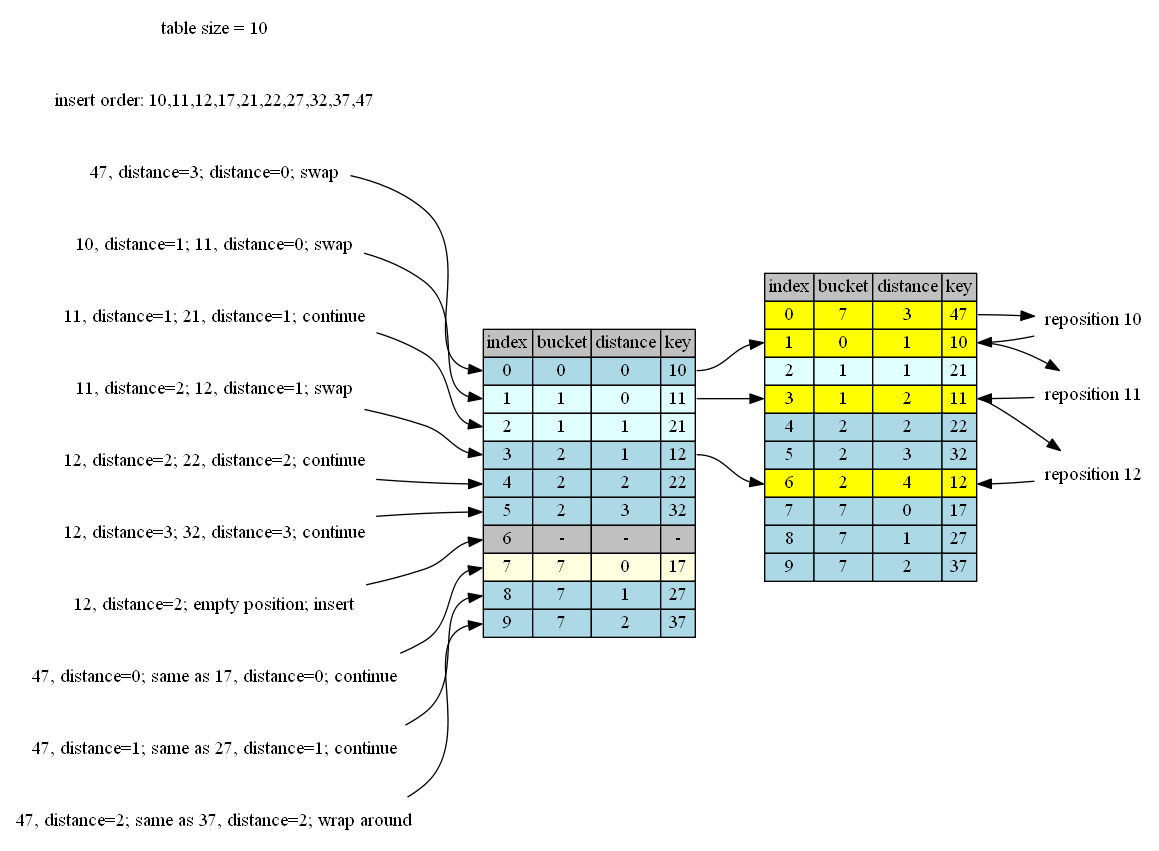 table size = 10
insert order: 10,11,12,17,21,22,27,32,37,47
47, distance=3; distance=0; swap
10, distance=1; 11, distance=0; swap
11, distance=1; 21, distance=1; continue
11, distance=2; 12, distance=1; swap
12, distance=2; 22, distance=2; continue
12, distance=3; 32, distance=3; continue
12, distance=2; empty position; insert
47, distance=0; same as 17, distance=0; continue
47, distance=1; same as 27, distance=1; continue
47, distance=2; same as 37, distance=2; wrap around
index bucket distance key
0 0 0 10
1 1 0 11
2 1 1 21
3 2 1 12
4 2 2 22
5 2 3 32
6 - - -
7 7 0 17
8 7 1 27
9 7 2 37
index bucket distance key
0 7 3 47
1 0 1 10
2 1 1 21
3 1 2 11
4 2 2 22
5 2 3 32
6 2 4 12
7 7 0 17
8 7 1 27
9 7 2 37
reposition 10
reposition 11
reposition 12